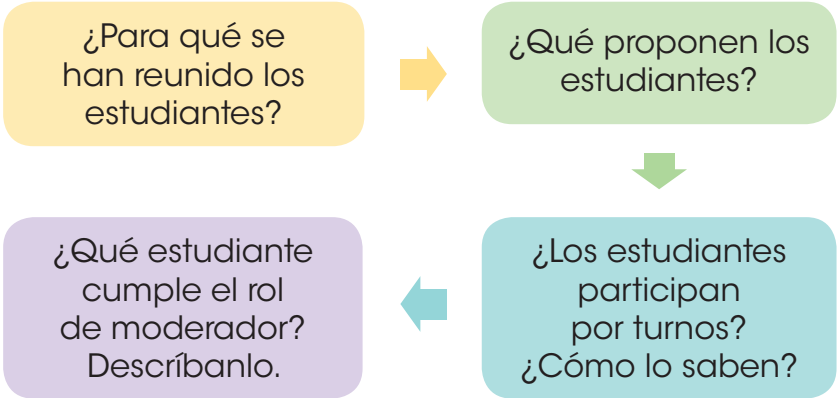 ¿Para qué se
han reunido los
estudiantes?
¿Qué proponen los
estudiantes?
¿Los estudiantes
participan
por turnos?
¿Cómo lo saben?
¿Qué estudiante
cumple el rol
de moderador?
Descríbanlo.